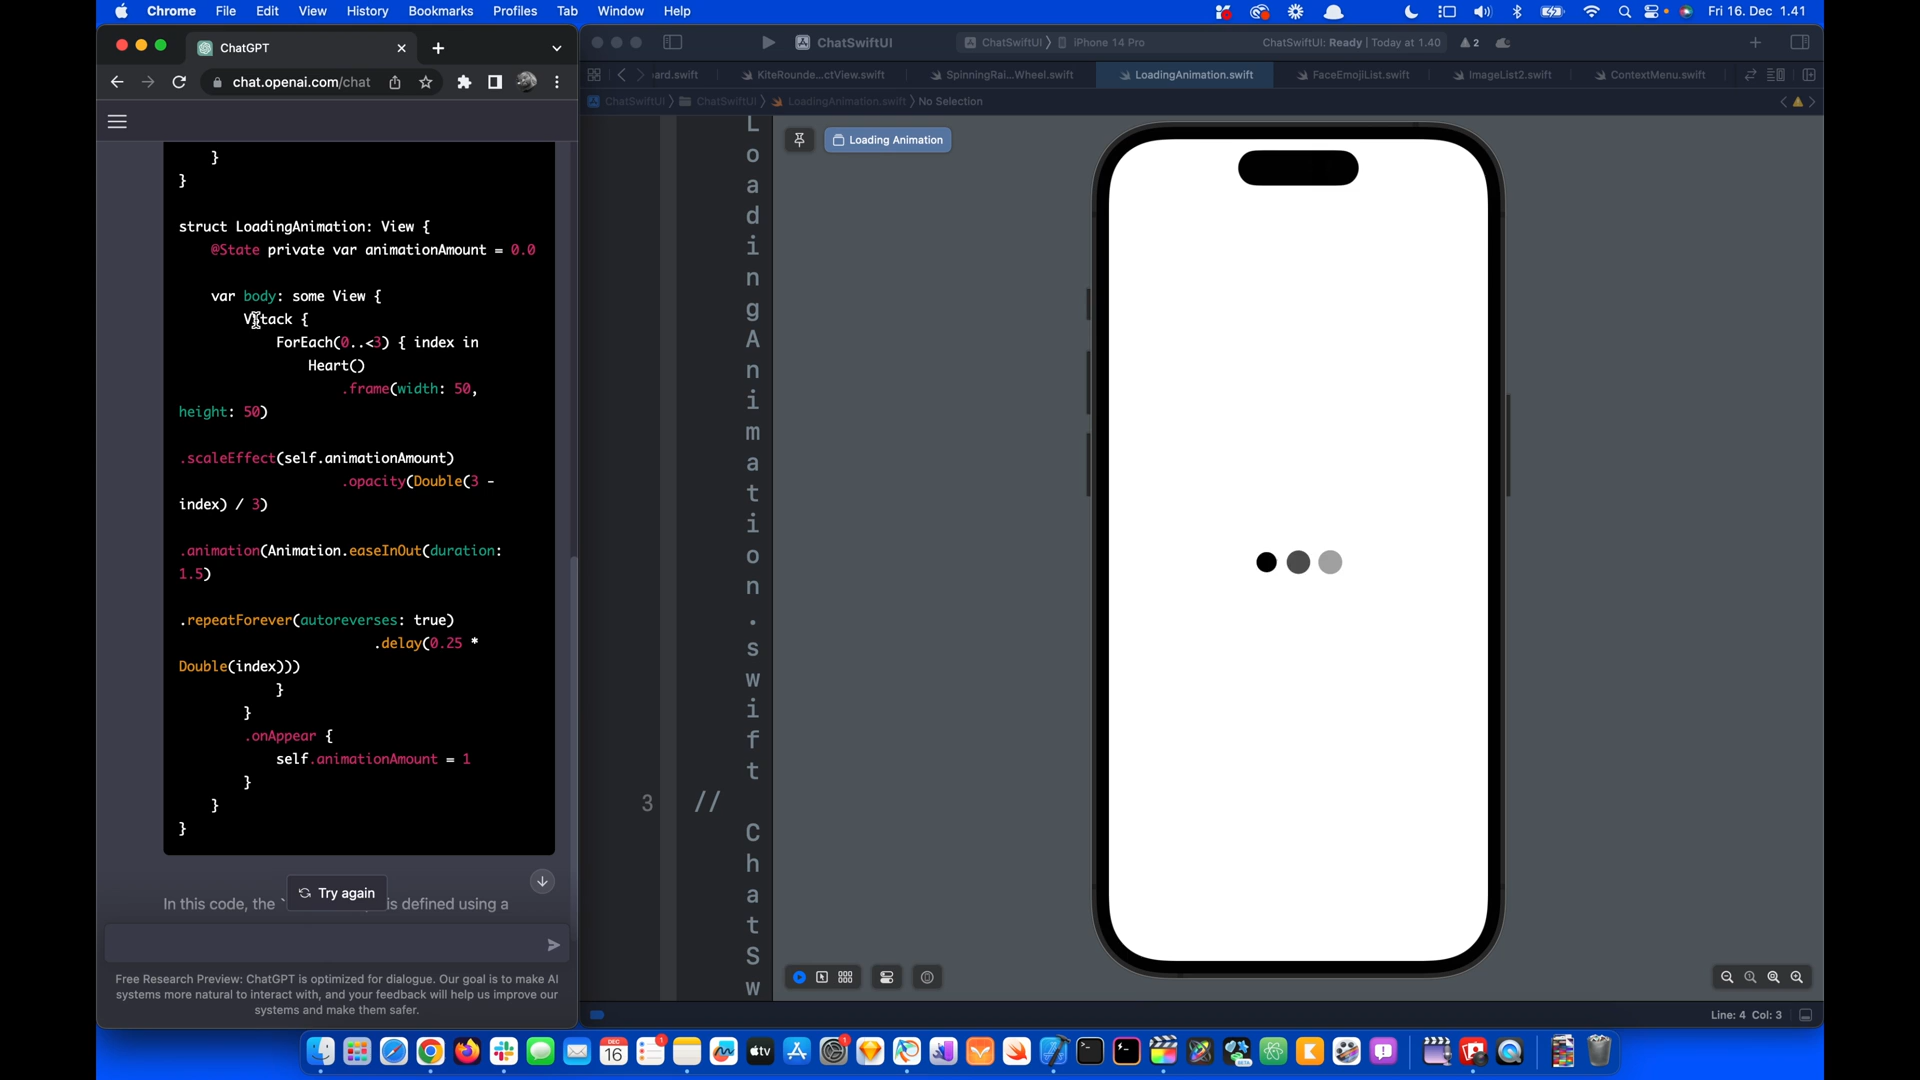 Chrome File Edit View History Bookmarks Profiles Tab Window Help
Fri 16. Dec 1.41
ChatGPT
chat.openai.com/chat
}
}
struct LoadingAnimation: View {
@State private var animationAmount = 0.0
var body: some View {
VStack {
ForEach(0..<3) { index in
Heart()
.frame(width: 50,
height: 50)
.scaleEffect(self.animationAmount)
.opacity(Double(3 -
index) / 3)
.animation(Animation.easeInOut(duration:
1.5)
.repeatForever(autoreverses: true)
.delay(0.25 *
Double(index)))
}
}
.onAppear {
self.animationAmount = 1
}
}
}
In this code, the ` is defined using a
Try again
Free Research Preview: ChatGPT is optimized for dialogue. Our goal is to make AI
systems more natural to interact with, and your feedback will help us improve our
systems and make them safer.
ChatSwiftUI
ChatSwiftUI 〉 iPhone 14 Pro
ChatSwiftUI: Ready | Today at 1.40
2
ard.swift KiteRounde...ctView.swift SpinningRai...Wheel.swift LoadingAnimation.swift FaceEmojiList.swift ImageList2.swift ContextMenu.swift
ChatSwiftUI 〉 ChatSwiftUI 〉 LoadingAnimation.swift 〉 No Selection
L
o
a
d
i
n
g
A
n
i
m
a
t
i
o
n
.
s
w
i
f
t
3 //
C
h
a
t
S
w
Loading Animation
Line: 4 Col: 3
DEC
16
1
tv
1
BETA